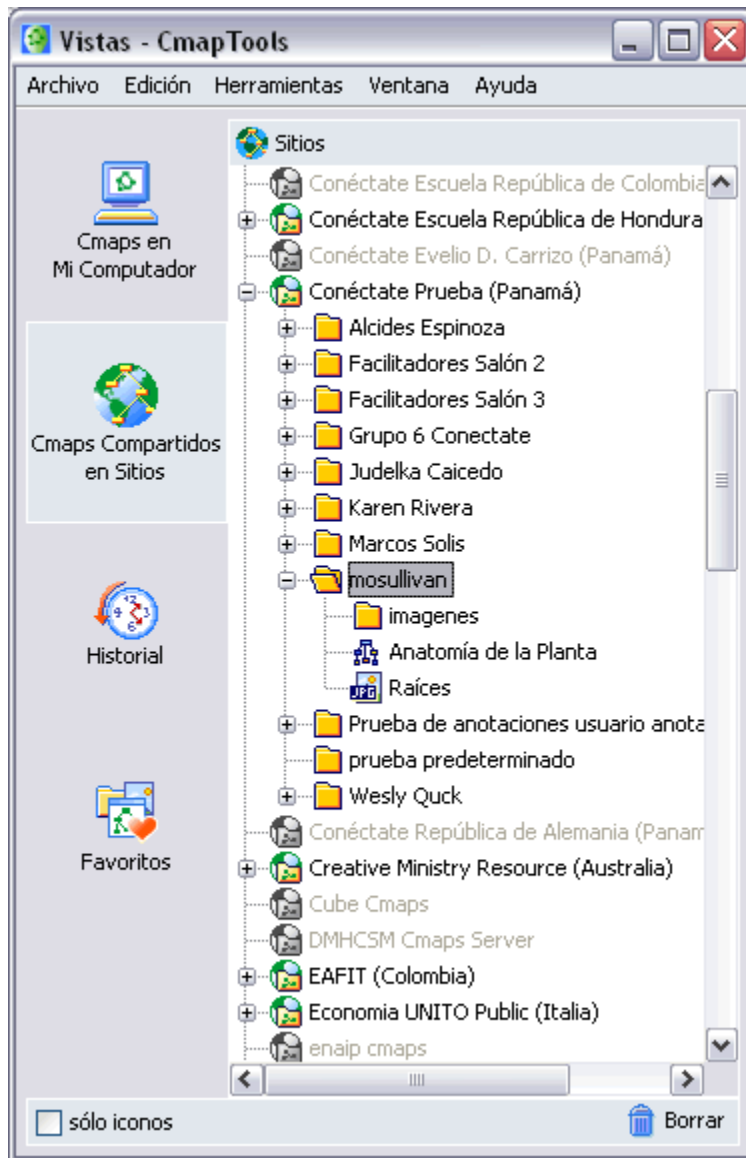 Vistas - CmapTools
Archivo Edición Herramientas Ventana Ayuda
Cmaps en
Mi Computador
Cmaps Compartidos
en Sitios
Historial
Favoritos
Sitios
Conéctate Escuela República de Colombia
Conéctate Escuela República de Hondura
Conéctate Evelio D. Carrizo (Panamá)
Conéctate Prueba (Panamá)
Alcides Espinoza
Facilitadores Salón 2
Facilitadores Salón 3
Grupo 6 Conectate
Judelka Caicedo
Karen Rivera
Marcos Solis
mosullivan
imagenes
Anatomía de la Planta
JPG Raíces
Prueba de anotaciones usuario anota
prueba predeterminado
Wesly Quck
Conéctate República de Alemania (Panam
Creative Ministry Resource (Australia)
Cube Cmaps
DMHCSM Cmaps Server
EAFIT (Colombia)
Economia UNITO Public (Italia)
enaip cmaps
sólo iconos
Borrar